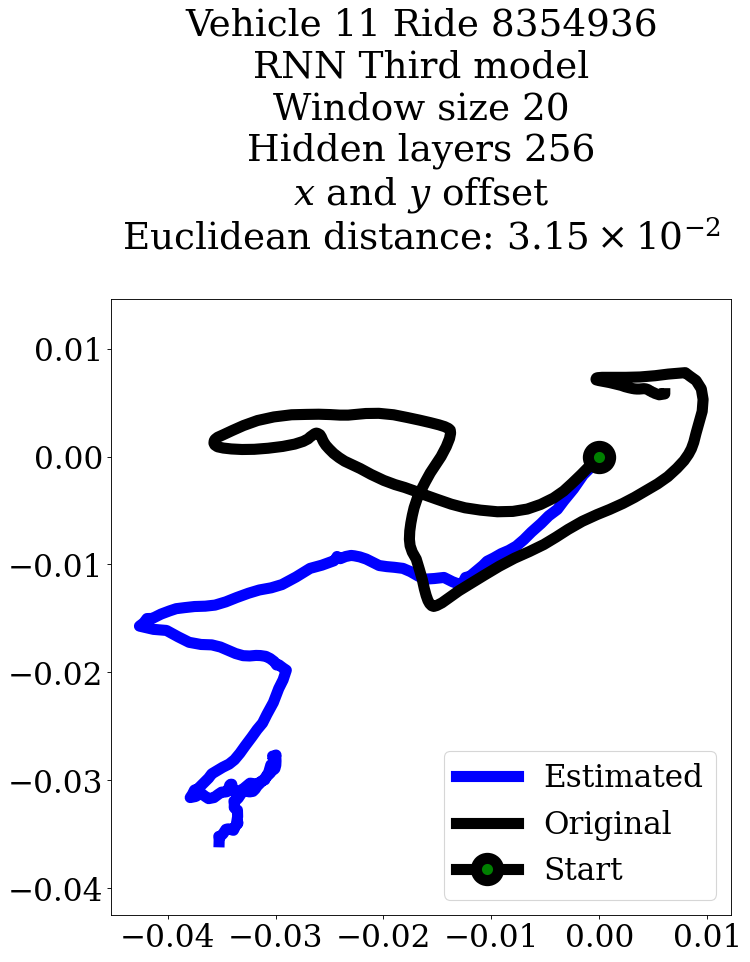 Vehicle 11 Ride 8354936
RNN Third model
Window size 20
Hidden layers 256
x and y offset
Euclidean distance: 3.15 × 10⁻²
0.01
0.00
−0.01
−0.02
−0.03
−0.04
Estimated
Original
Start
−0.04 −0.03 −0.02 −0.01 0.00 0.01